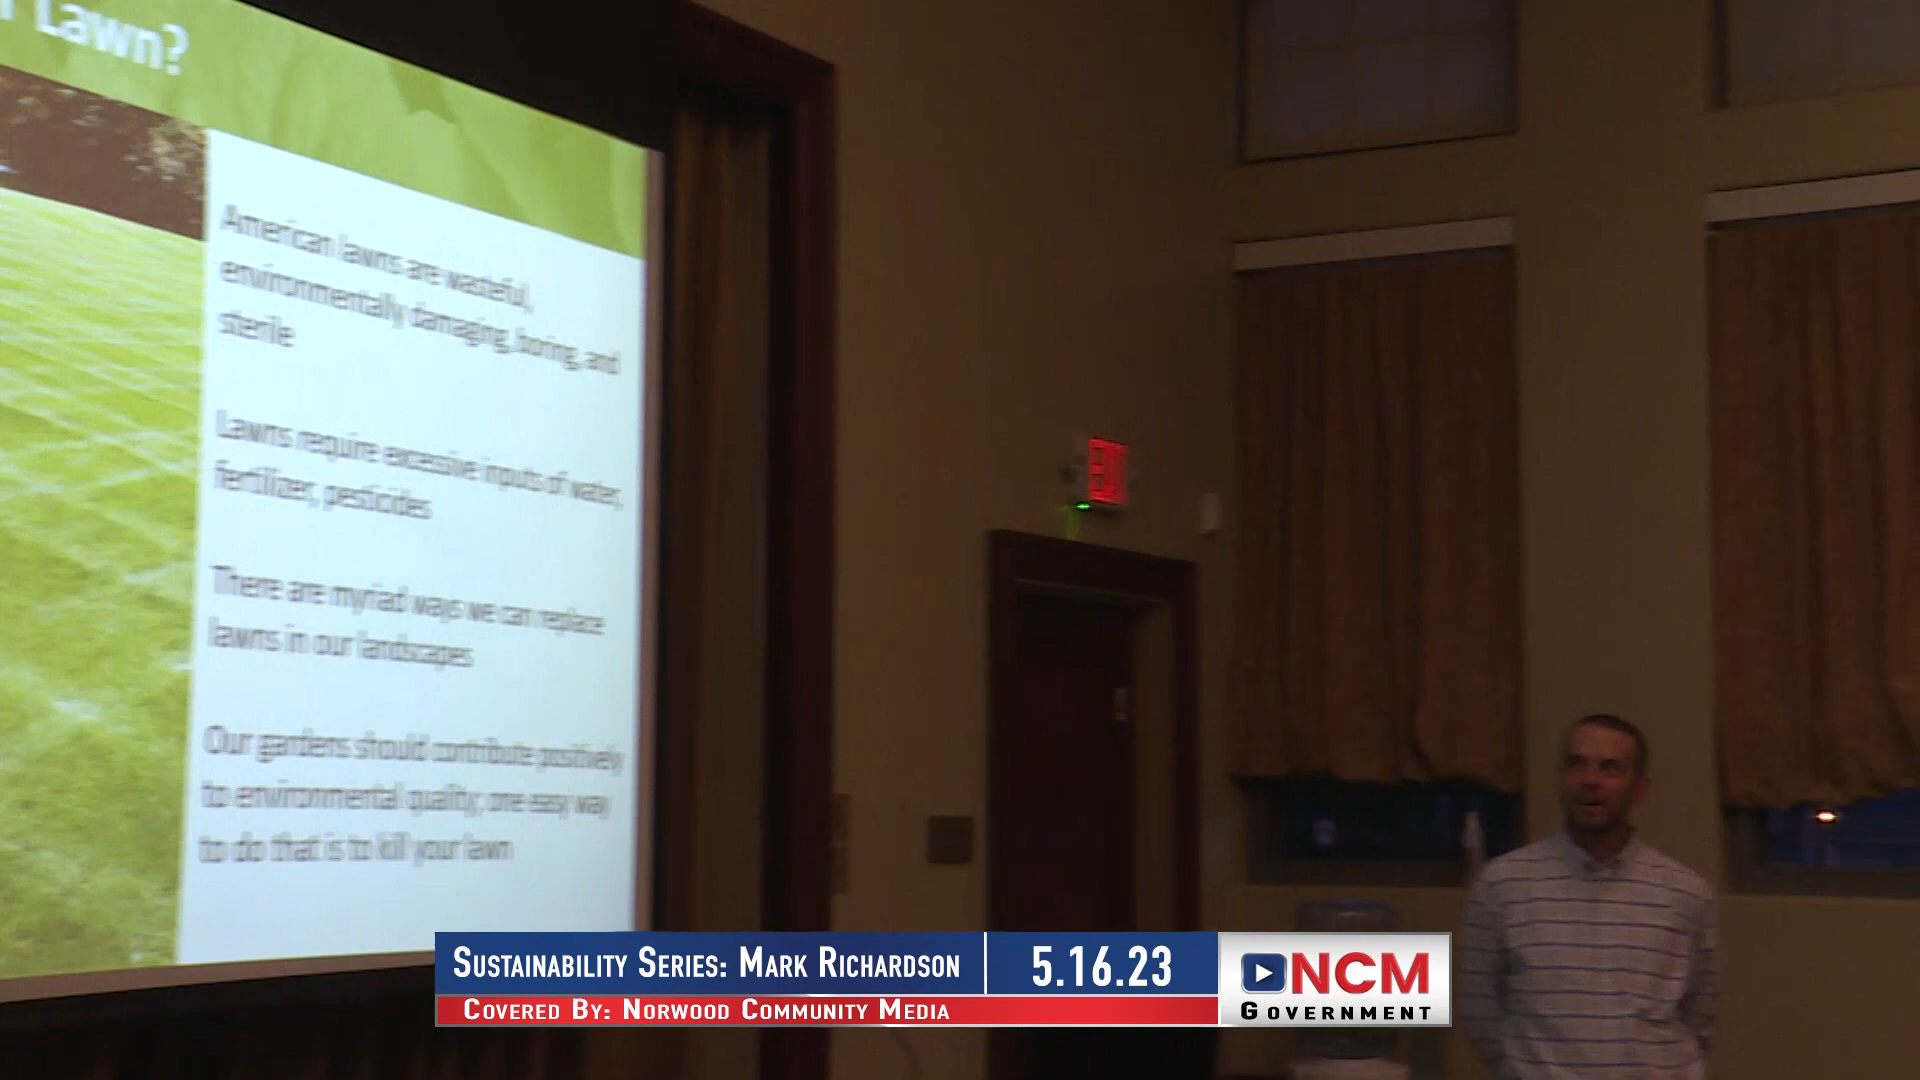 Lawn?
American lawns are wasteful,
environmentally damaging, boring, and
sterile
Lawns require excessive inputs of water,
fertilizer, pesticides
There are myriad ways we can replace
lawns in our landscapes
Our gardens should contribute positively
to environmental quality; one easy way
to do that is to kill your lawn
EXIT
Sustainability Series: Mark Richardson
5.16.23
Covered By: Norwood Community Media
NCM
Government